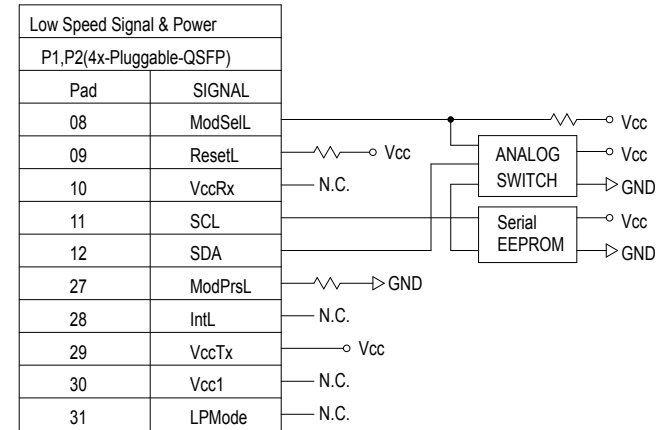 Low Speed Signal & Power
P1,P2(4x-Pluggable-QSFP)
Pad SIGNAL
08 ModSelL Vcc
09 ResetL Vcc ANALOG SWITCH Vcc
10 VccRx N.C. GND
11 SCL Serial EEPROM Vcc
12 SDA GND
27 ModPrsL GND
28 IntL N.C.
29 VccTx Vcc
30 Vcc1 N.C.
31 LPMode N.C.